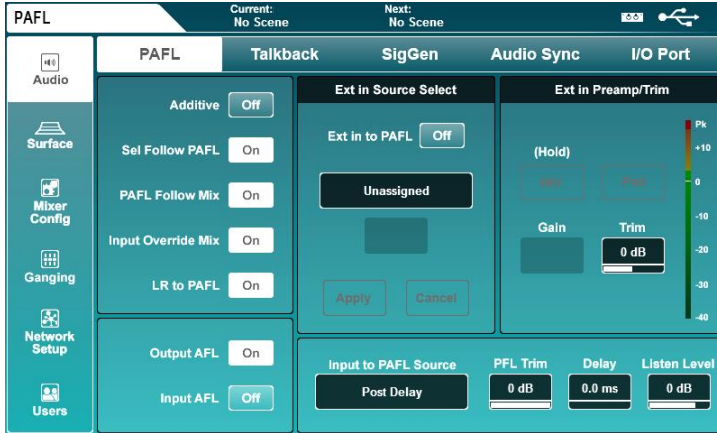 PAFL
Current:
No Scene
Next:
No Scene
Audio
Surface
Mixer
Config
Ganging
Network
Setup
Users
PAFL
Talkback
SigGen
Audio Sync
I/O Port
Additive Off
Sel Follow PAFL On
PAFL Follow Mix On
Input Override Mix On
LR to PAFL On
Output AFL On
Input AFL Off
Ext in Source Select
Ext in to PAFL Off
Unassigned
Apply Cancel
Ext in Preamp/Trim
(Hold)
Pad
Gain
Trim
0 dB
Pk
+10
0
-10
-20
-30
-40
Input to PAFL Source
Post Delay
PFL Trim
0 dB
Delay
0.0 ms
Listen Level
0 dB